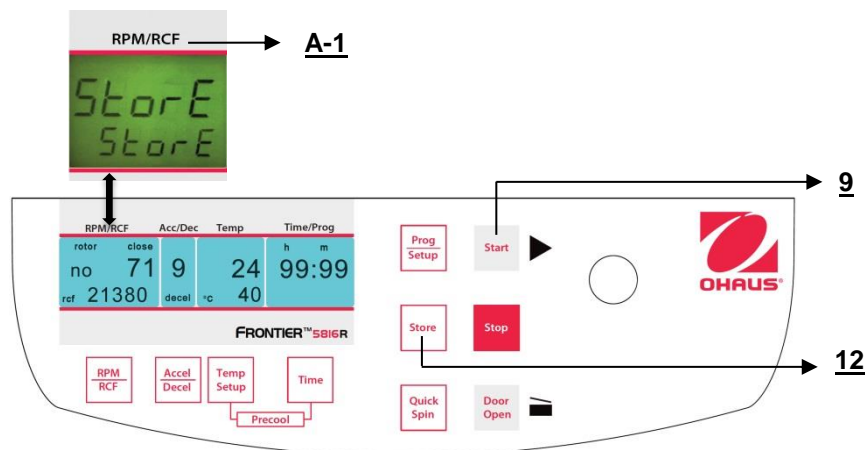 RPM/RCF
A-1
StorE
StorE
9
RPM/RCF Acc/Dec Temp Time/Prog
rotor close h m
no 71 9 24 99:99
rcf 21380 decel °C 40
FRONTIER™ 5816R
Prog
Setup
Start
OHAUS®
Store
Stop
12
RPM
RCF
Accel
Decel
Temp
Setup
Time
Precool
Quick
Spin
Door
Open